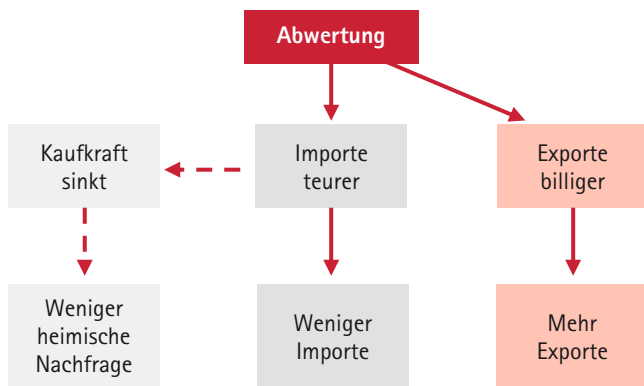 Abwertung
Kaufkraft
sinkt
Importe
teurer
Exporte
billiger
Weniger
heimische
Nachfrage
Weniger
Importe
Mehr
Exporte